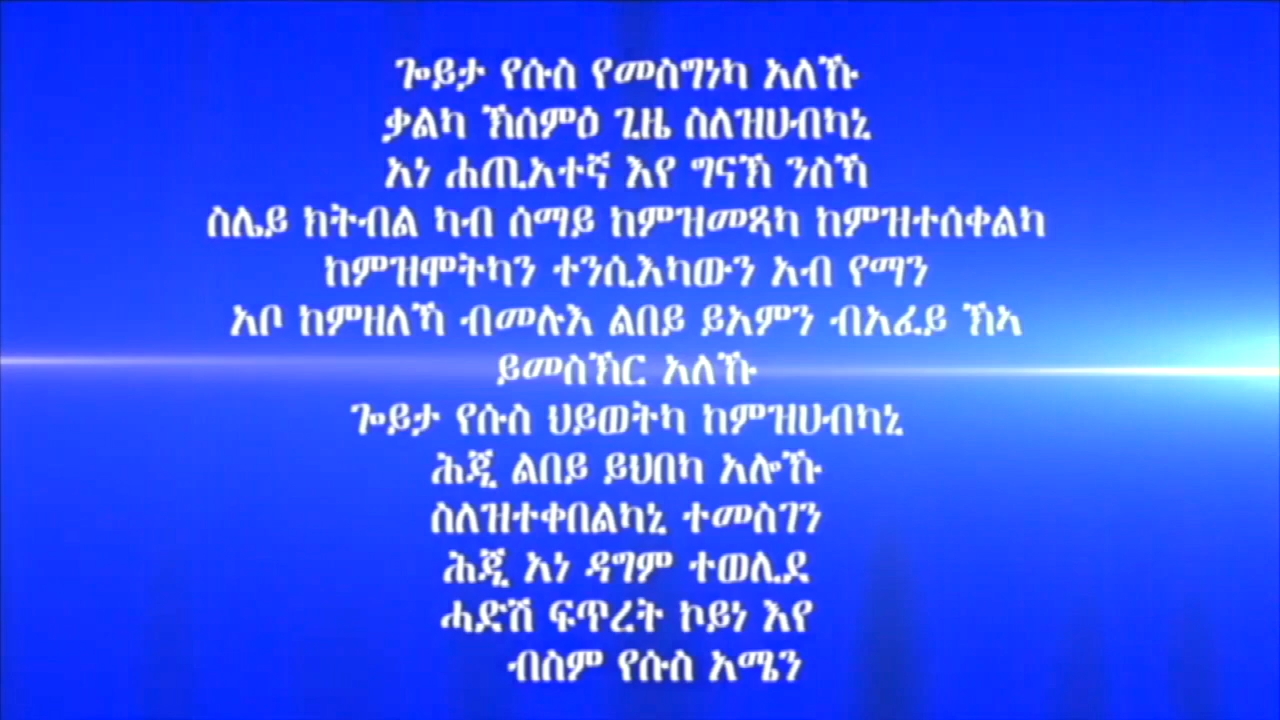 ጐይታ የሱስ የመስግነካ አለኹ
ቃልካ ኽሰምዕ ጊዜ ስለዝሀብካኒ
አነ ሐጢአተኛ እየ ግናኽ ንስኻ
ስሌይ ክትብል ካብ ሰማይ ከምዝመጻካ ከምዝተሰቀልካ
ከምዝሞትካን ተንሲእካውን አብ የማን
አቦ ከምዘለኻ ብመሉእ ልበይ ይአምን ብአፈይ ኽኣ
ይመስኽር አለኹ
ጐይታ የሱስ ህይወትካ ከምዝሀብካኒ
ሕጂ ልበይ ይህበካ አሎኹ
ስለዝተቀበልካኒ ተመስገን
ሕጂ አነ ዳግም ተወሊደ
ሓድሽ ፍጥረት ኮይነ እየ
ብስም የሱስ አሜን